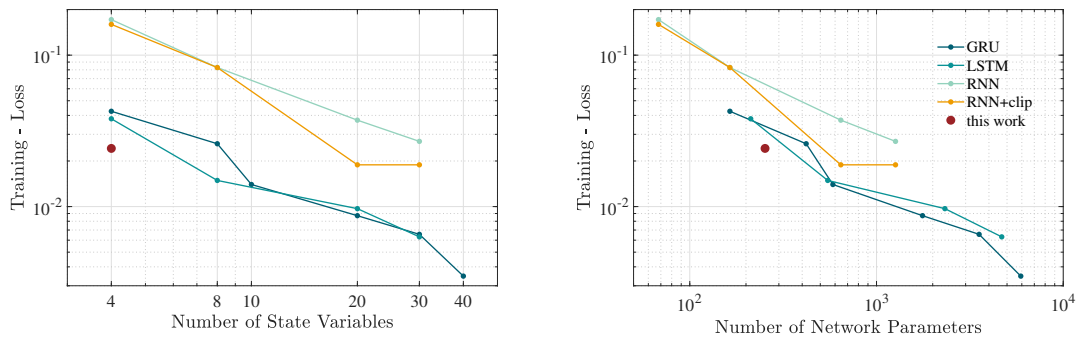 Training - Loss
10^-1
10^-2
4 8 10 20 30 40
Number of State Variables
Training - Loss
10^-1
10^-2
10^2 10^3 10^4
Number of Network Parameters
GRU
LSTM
RNN
RNN+clip
this work